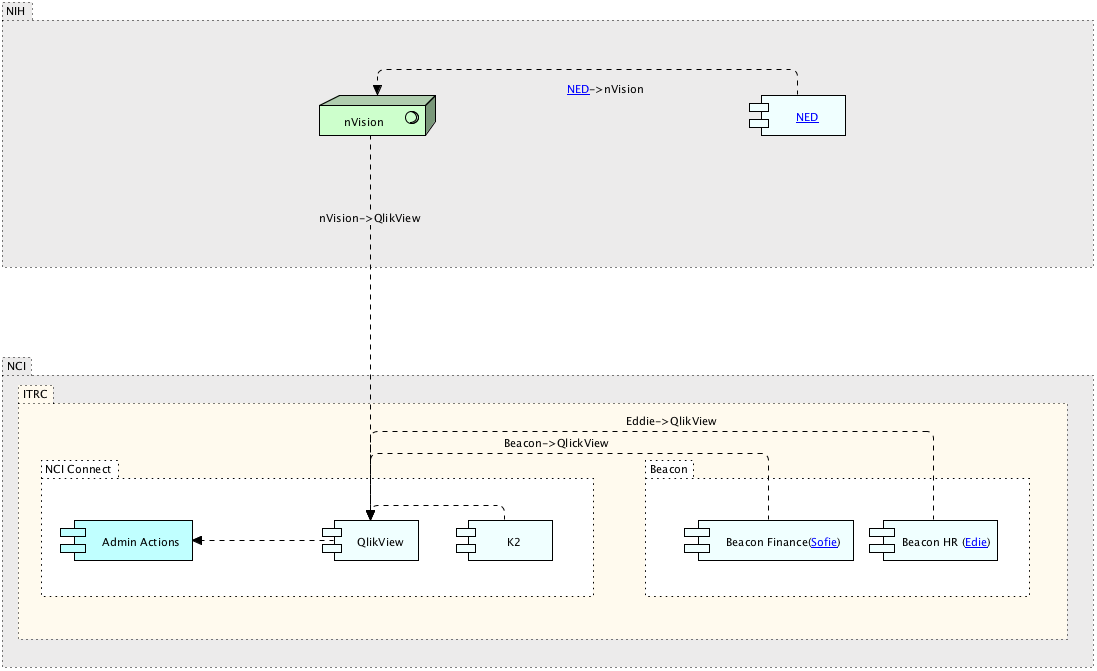 NIH
NED->nVision
nVision
NED
nVision->QlikView
NCI
ITRC
Eddie->QlikView
Beacon->QlickView
NCI Connect
Beacon
Admin Actions
QlikView
K2
Beacon Finance(Sofie)
Beacon HR (Edie)